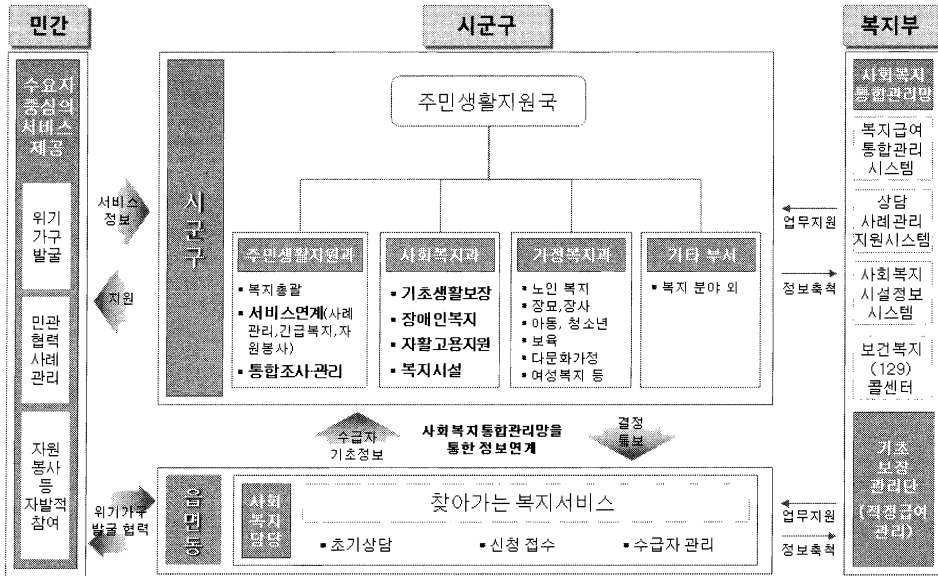 민간
시군구
복지부
수요자
중심의
서비스
제공
위기
가구
발굴
민관
협력
사례
관리
자원
봉사
등
자발적
참여
서비스
정보
지원
위기가구
발굴 협력
시
군
구
주민생활지원국
주민생활지원과
▪ 복지총괄
▪ 서비스연계(사례
관리,긴급복지,자
원봉사)
▪ 통합조사·관리
사회복지과
▪ 기초생활보장
▪ 장애인복지
▪ 자활고용지원
▪ 복지시설
가정복지과
▪ 노인 복지
▪ 장묘,장사
▪ 아동, 청소년
▪ 보육
▪ 다문화가정
▪ 여성복지 등
기타 부서
▪ 복지 분야 외
수급자
기초정보
사회복지통합관리망을
통한 정보연계
결정
통보
읍
면
동
사회
복지
담당
찾아가는 복지서비스
▪ 초기상담
▪ 신청 접수
▪ 수급자 관리
업무지원
정보축척
업무지원
정보축척
사회복지
통합관리망
복지급여
통합관리
시스템
상담
사례관리
지원시스템
사회복지
시설정보
시스템
보건복지
(129)
콜센터
기초
보장
관리단
(적정급여
관리)